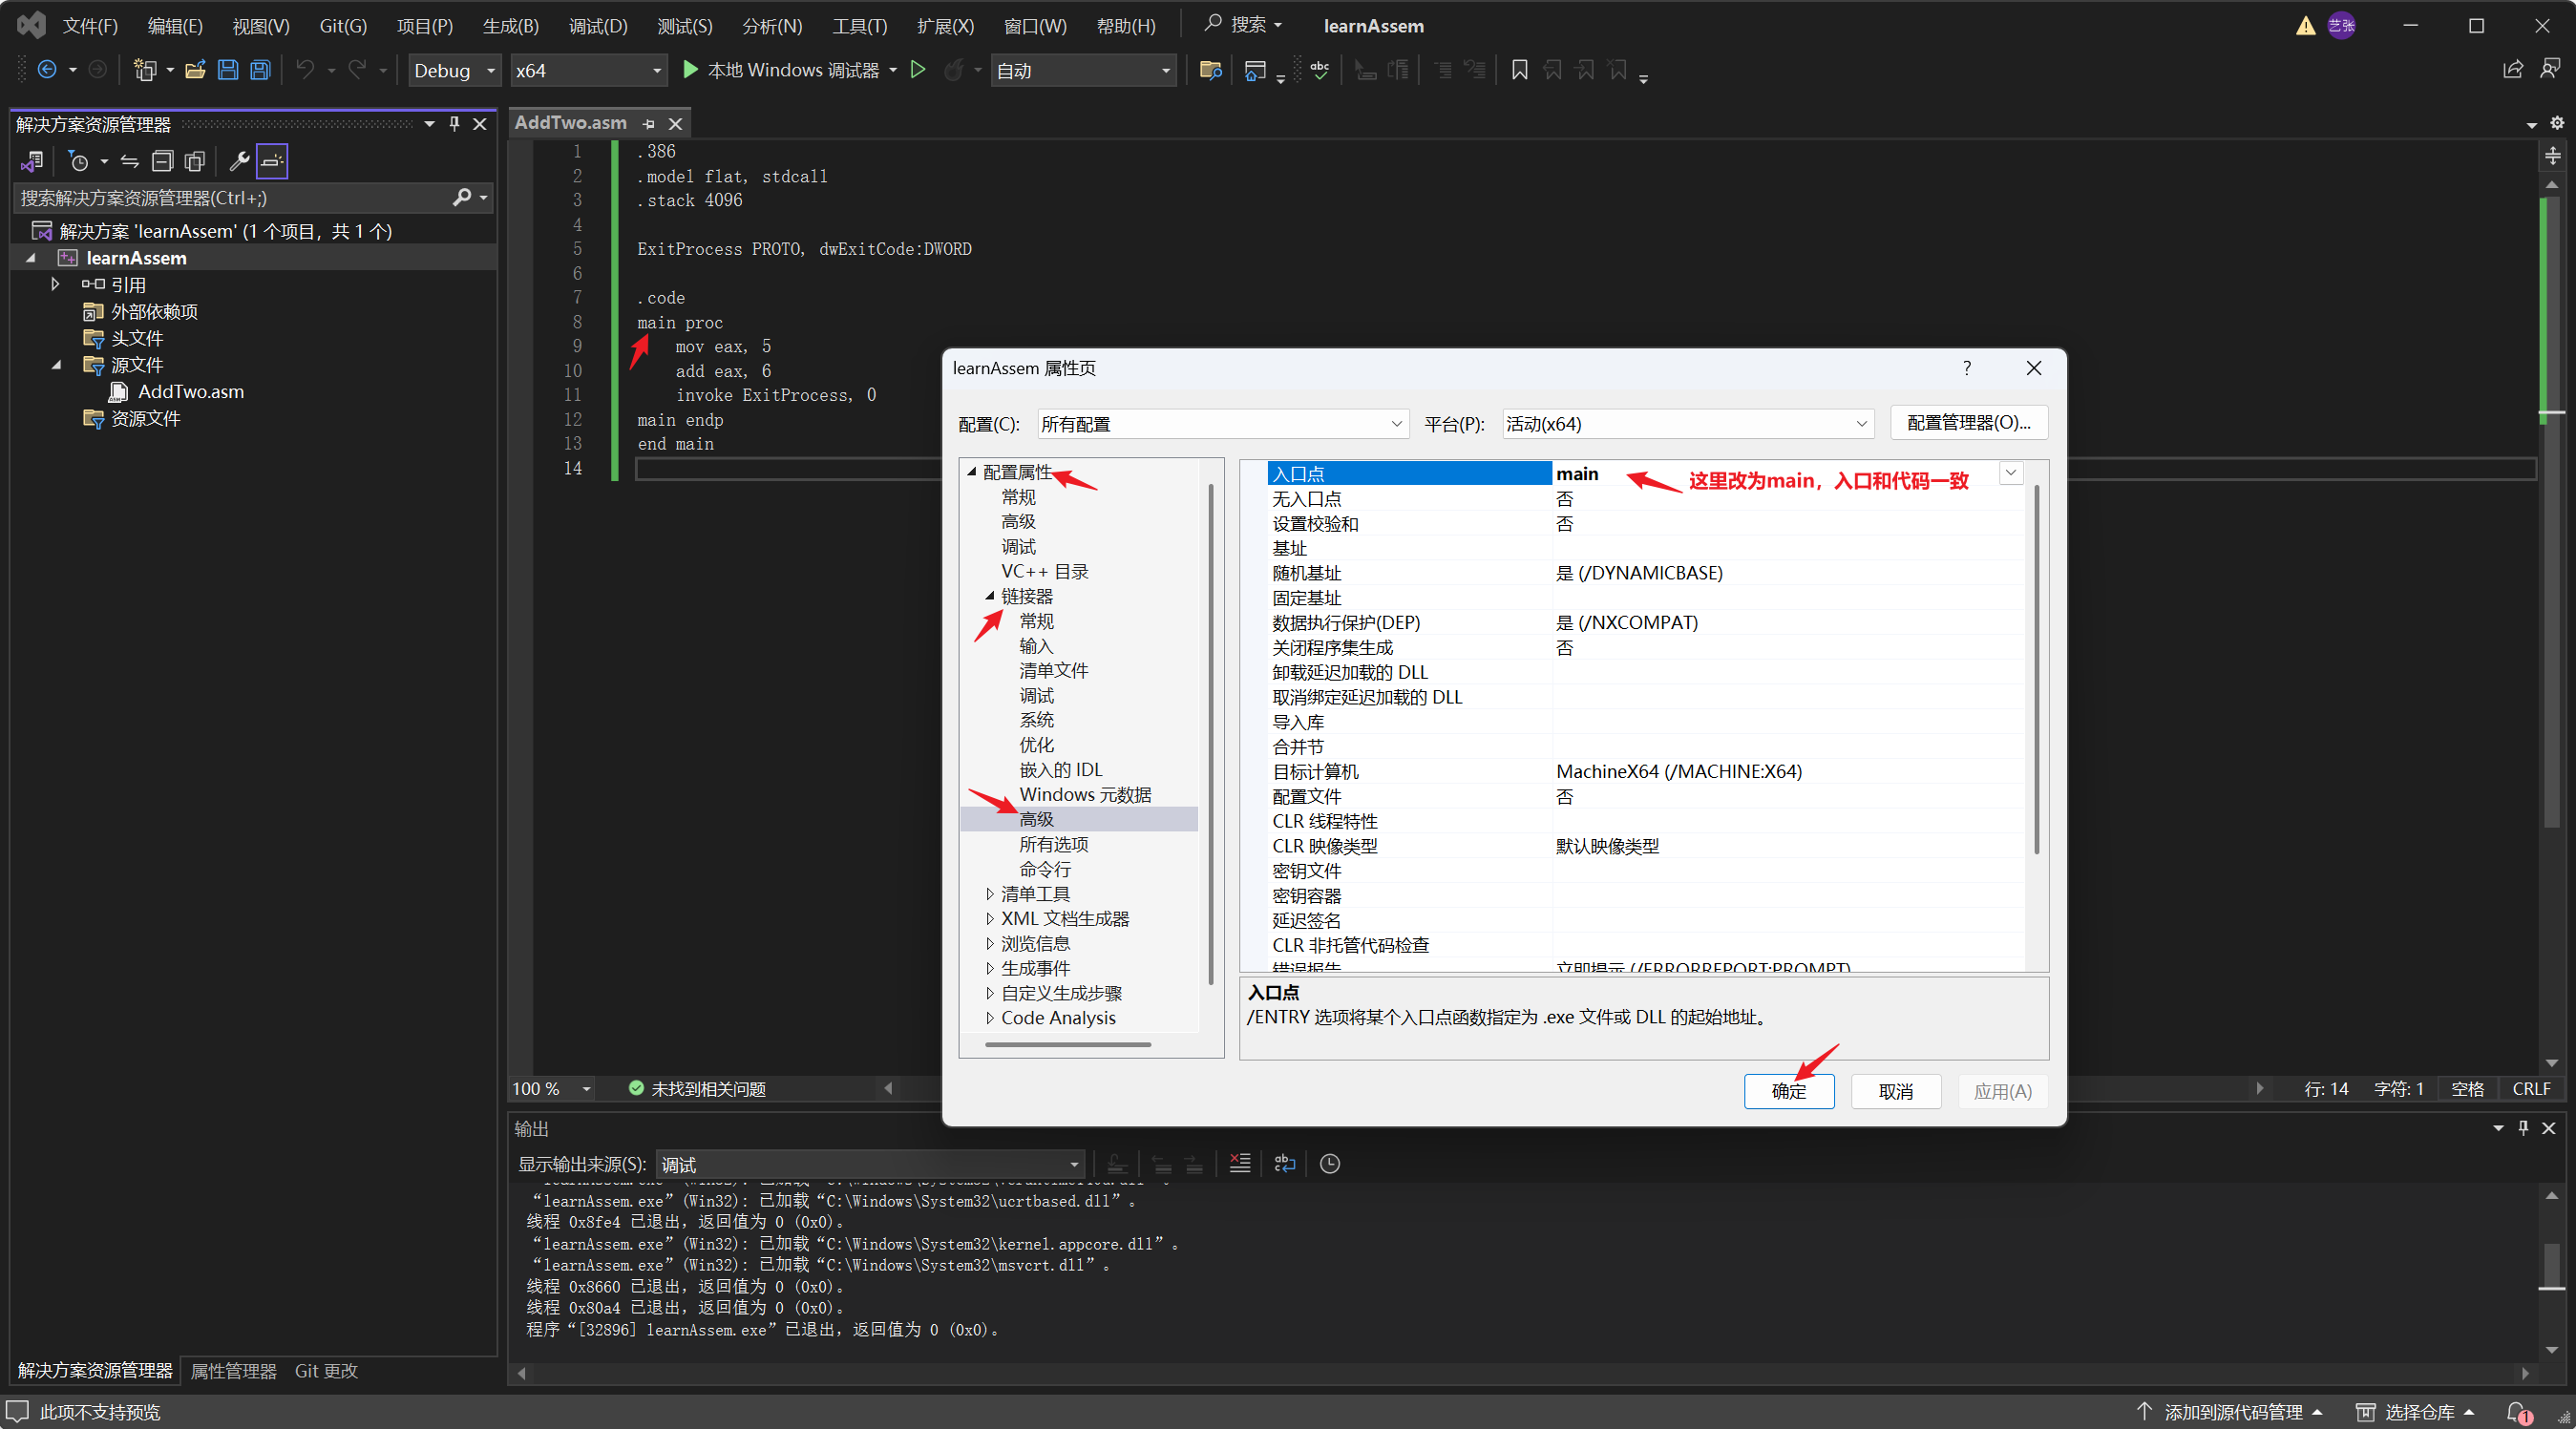 文件(F) 编辑(E) 视图(V) Git(G) 项目(P) 生成(B) 调试(D) 测试(S) 分析(N) 工具(T) 扩展(X) 窗口(W) 帮助(H) 搜索 learnAssem 艺张
Debug x64 本地 Windows 调试器 自动
解决方案资源管理器
搜索解决方案资源管理器(Ctrl+;)
解决方案 'learnAssem' (1 个项目，共 1 个)
learnAssem
引用
外部依赖项
头文件
源文件
AddTwo.asm
资源文件
AddTwo.asm
1 .386
2 .model flat, stdcall
3 .stack 4096
4
5 ExitProcess PROTO, dwExitCode:DWORD
6
7 .code
8 main proc
9 mov eax, 5
10 add eax, 6
11 invoke ExitProcess, 0
12 main endp
13 end main
14
learnAssem 属性页
配置(C): 所有配置 平台(P): 活动(x64) 配置管理器(O)...
配置属性
常规
高级
调试
VC++ 目录
链接器
常规
输入
清单文件
调试
系统
优化
嵌入的 IDL
Windows 元数据
高级
所有选项
命令行
清单工具
XML 文档生成器
浏览信息
生成事件
自定义生成步骤
Code Analysis
入口点 main 这里改为main，入口和代码一致
无入口点 否
设置校验和 否
基址
随机基址 是 (/DYNAMICBASE)
固定基址
数据执行保护(DEP) 是 (/NXCOMPAT)
关闭程序集生成 否
卸载延迟加载的 DLL
取消绑定延迟加载的 DLL
导入库
合并节
目标计算机 MachineX64 (/MACHINE:X64)
配置文件 否
CLR 线程特性
CLR 映像类型 默认映像类型
密钥文件
密钥容器
延迟签名
CLR 非托管代码检查
错误报告 立即提示 (/ERRORREPORT:PROMPT)
入口点
/ENTRY 选项将某个入口点函数指定为 .exe 文件或 DLL 的起始地址。
确定 取消 应用(A)
100 % 未找到相关问题 行: 14 字符: 1 空格 CRLF
输出
显示输出来源(S): 调试
“learnAssem.exe” (Win32): 已加载“C:\Windows\System32\ucrtbased.dll”。
线程 0x8fe4 已退出，返回值为 0 (0x0)。
“learnAssem.exe” (Win32): 已加载“C:\Windows\System32\kernel.appcore.dll”。
“learnAssem.exe” (Win32): 已加载“C:\Windows\System32\msvcrt.dll”。
线程 0x8660 已退出，返回值为 0 (0x0)。
线程 0x80a4 已退出，返回值为 0 (0x0)。
程序“[32896] learnAssem.exe”已退出，返回值为 0 (0x0)。
解决方案资源管理器 属性管理器 Git 更改
此项不支持预览 添加到源代码管理 选择仓库 1